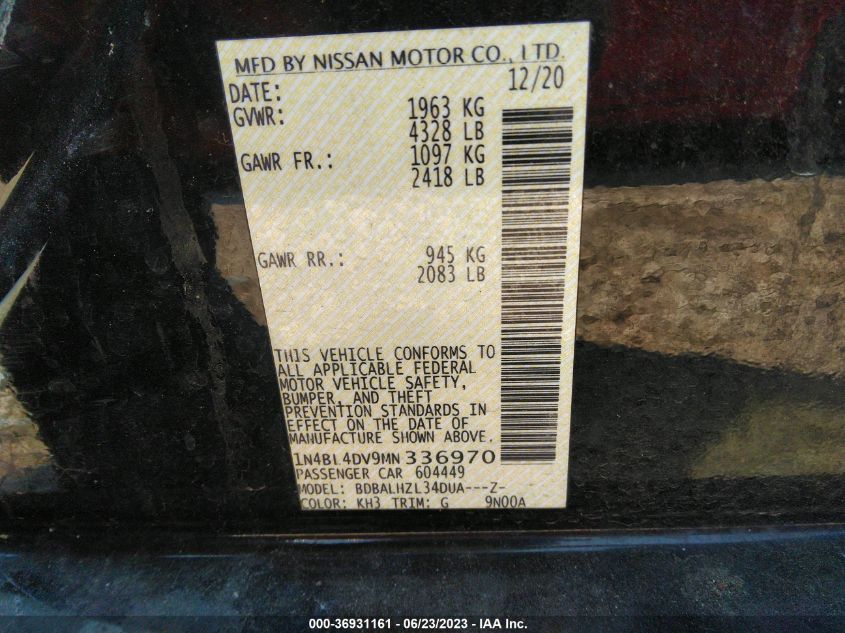 MFD BY NISSAN MOTOR CO., LTD.
DATE: 12/20
GVWR: 1963 KG
4328 LB
GAWR FR.: 1097 KG
2418 LB
GAWR RR.: 945 KG
2083 LB
THIS VEHICLE CONFORMS TO
ALL APPLICABLE FEDERAL
MOTOR VEHICLE SAFETY,
BUMPER, AND THEFT
PREVENTION STANDARDS IN
EFFECT ON THE DATE OF
MANUFACTURE SHOWN ABOVE.
1N4BL4DV9MN336970
PASSENGER CAR 604449
MODEL: BDBALHZL34DUA---Z-
COLOR: KH3 TRIM: G 9N00A
000-36931161 - 06/23/2023 - IAA Inc.